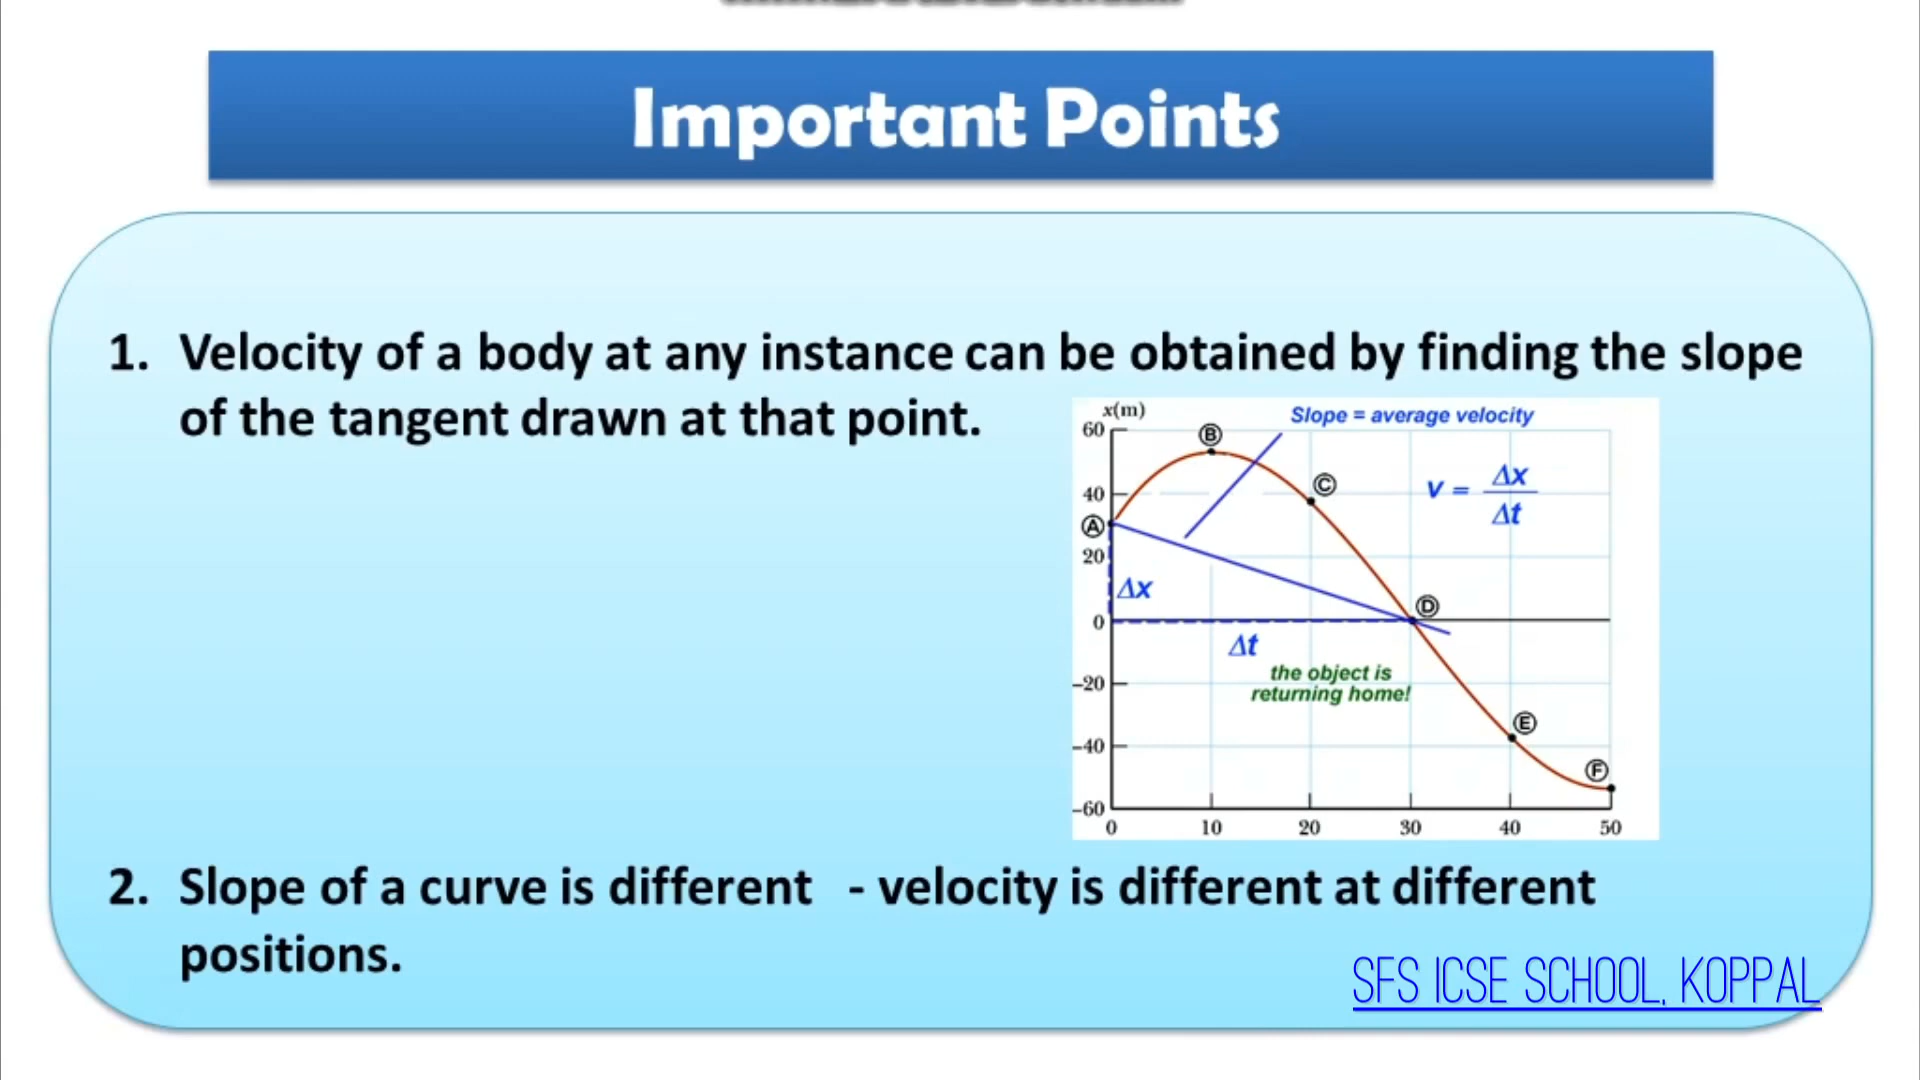 Important Points
1. Velocity of a body at any instance can be obtained by finding the slope
of the tangent drawn at that point.
x(m)
Slope = average velocity
60
B
C
v = Δx
Δt
40
A
20
Δx
D
0
Δt
the object is
returning home!
–20
E
–40
F
–60
0 10 20 30 40 50
2. Slope of a curve is different - velocity is different at different
positions.
SFS ICSE SCHOOL, KOPPAL